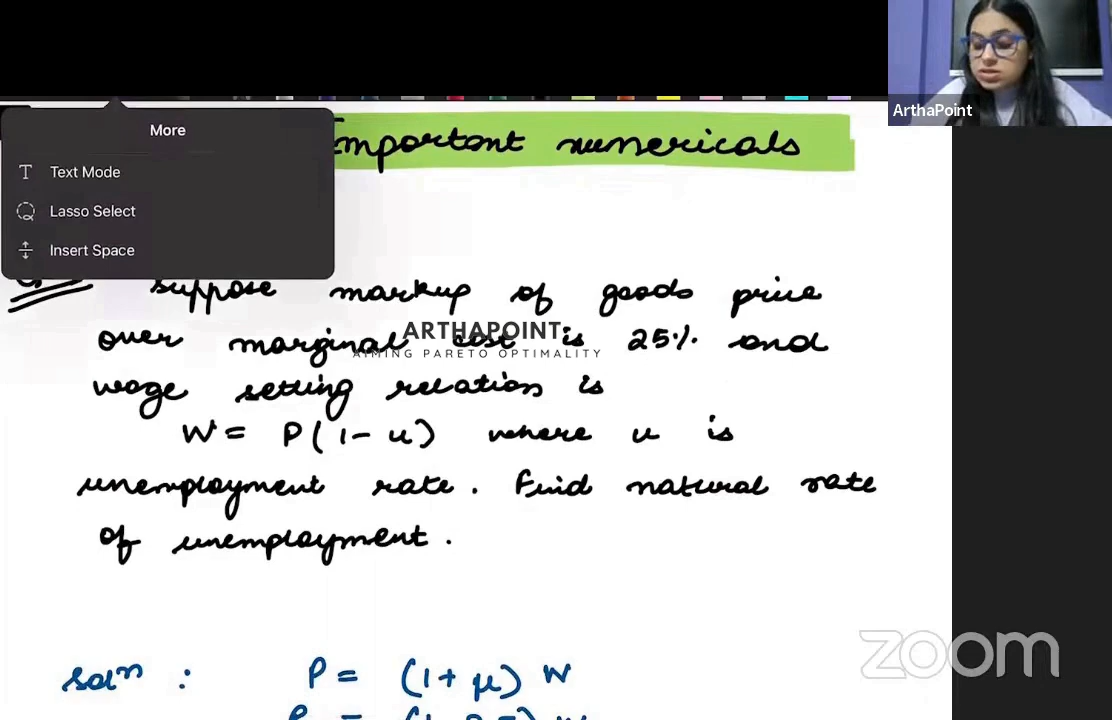 ArthaPoint
More
Important numericals
Text Mode
Lasso Select
Insert Space
Suppose markup of goods price
over marginal cost is 25% and
ARTHAPOINT
AIMING PARETO OPTIMALITY
wage setting relation is
W = P(1 - u) where u is
unemployment rate. Find natural rate
of unemployment.
zoom
Solⁿ : P = (1 + μ) W